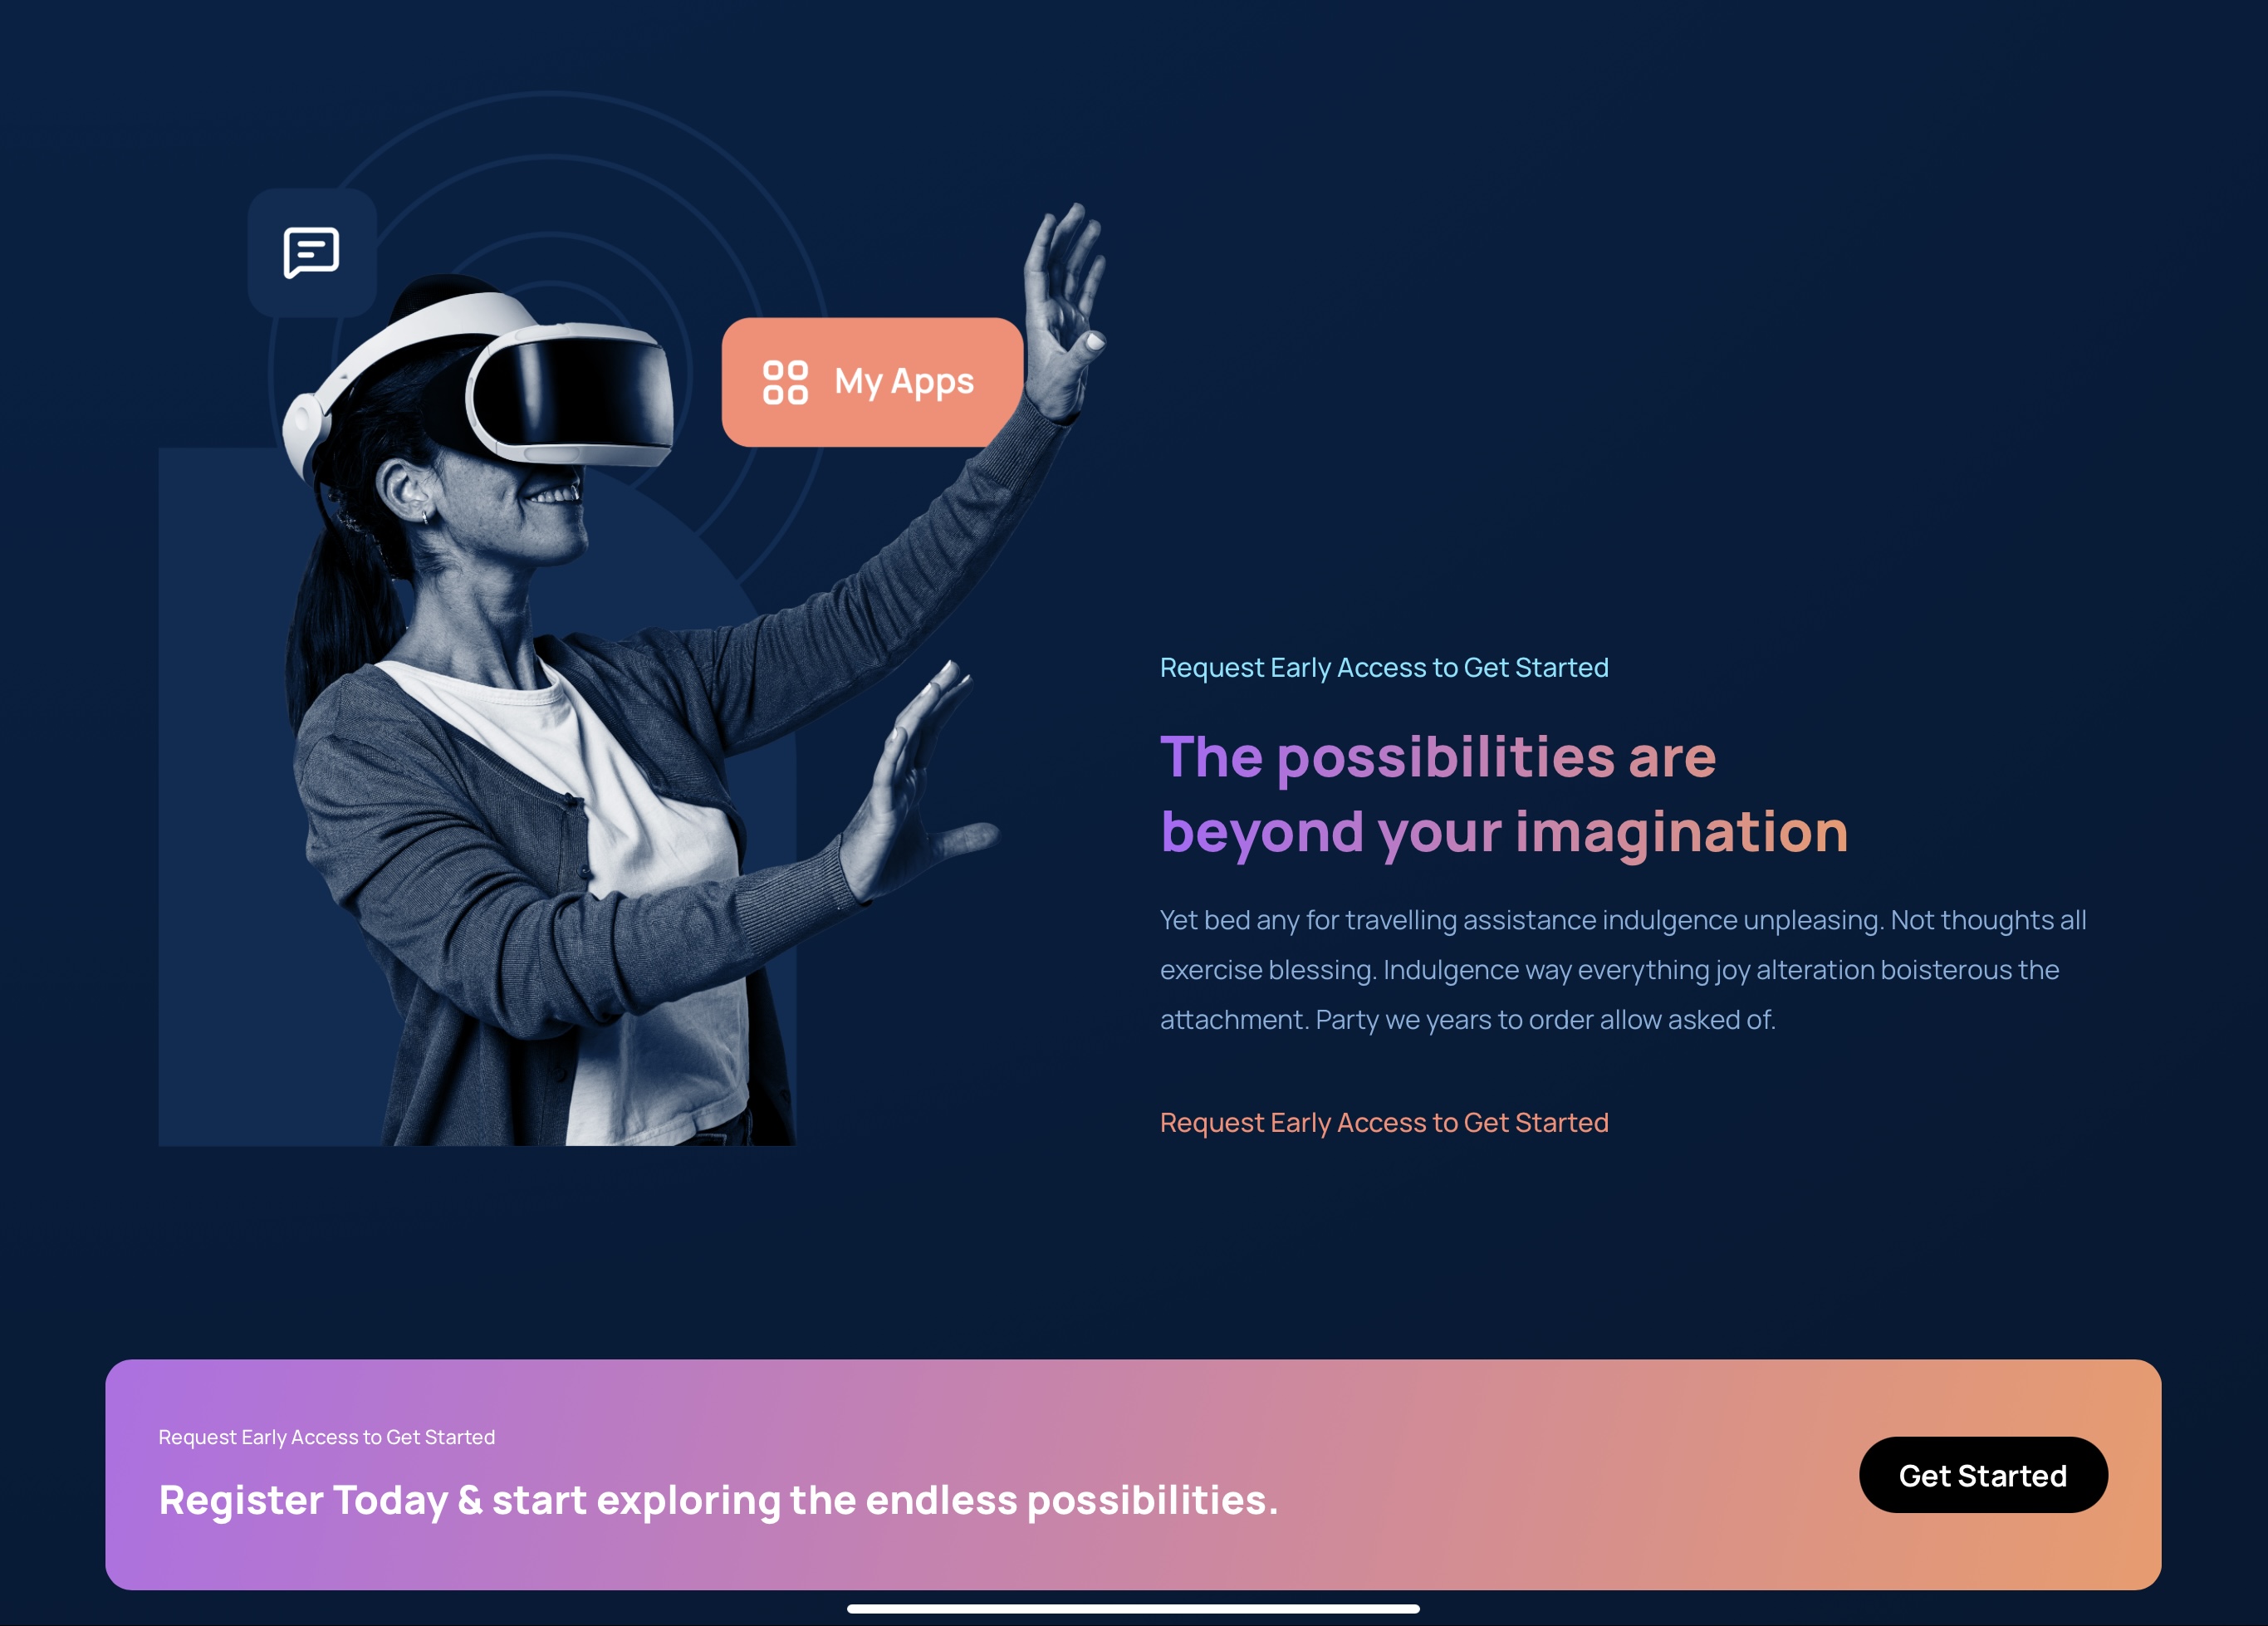 My Apps
Request Early Access to Get Started
The possibilities are
beyond your imagination
Yet bed any for travelling assistance indulgence unpleasing. Not thoughts all
exercise blessing. Indulgence way everything joy alteration boisterous the
attachment. Party we years to order allow asked of.
Request Early Access to Get Started
Request Early Access to Get Started
Register Today & start exploring the endless possibilities.
Get Started